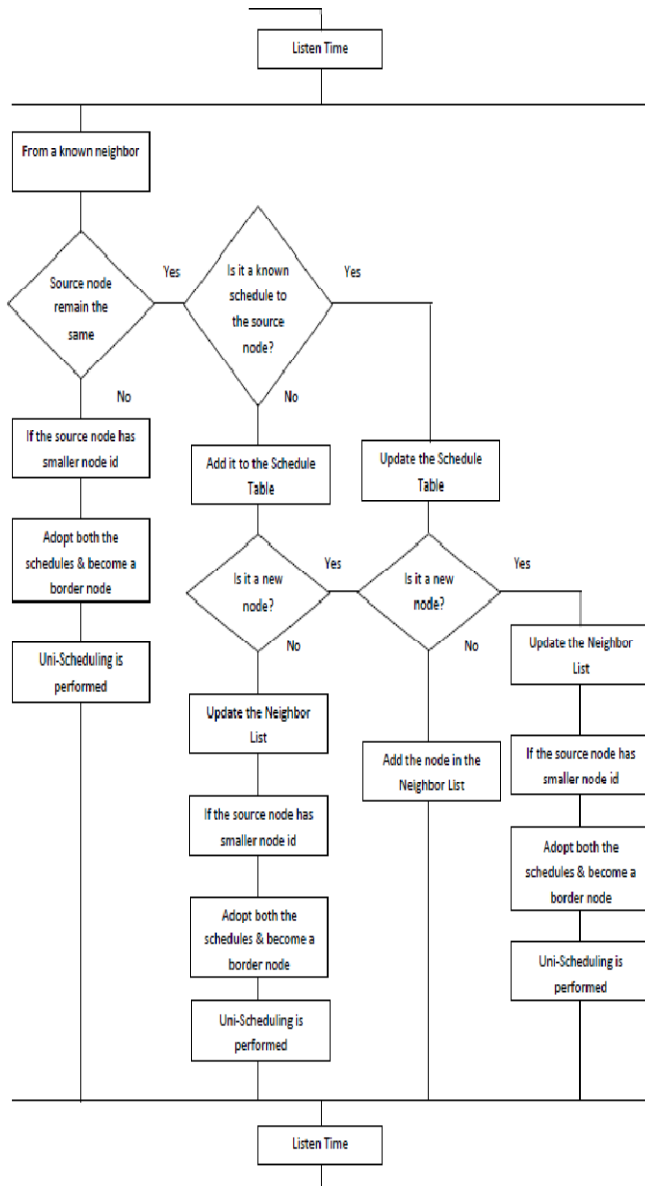 Listen Time
From a known neighbor
Source node
remain the
same
Yes
No
Is it a known
schedule to
the source
node?
Yes
No
If the source node has
smaller node id
Adopt both the
schedules & become a
border node
Uni-Scheduling is
performed
Add it to the Schedule
Table
Update the Schedule
Table
Is it a new
node?
Yes
No
Is it a new
node?
Yes
No
Update the Neighbor
List
If the source node has
smaller node id
Adopt both the
schedules & become a
border node
Uni-Scheduling is
performed
Add the node in the
Neighbor List
Update the Neighbor
List
If the source node has
smaller node id
Adopt both the
schedules & become a
border node
Uni-Scheduling is
performed
Listen Time